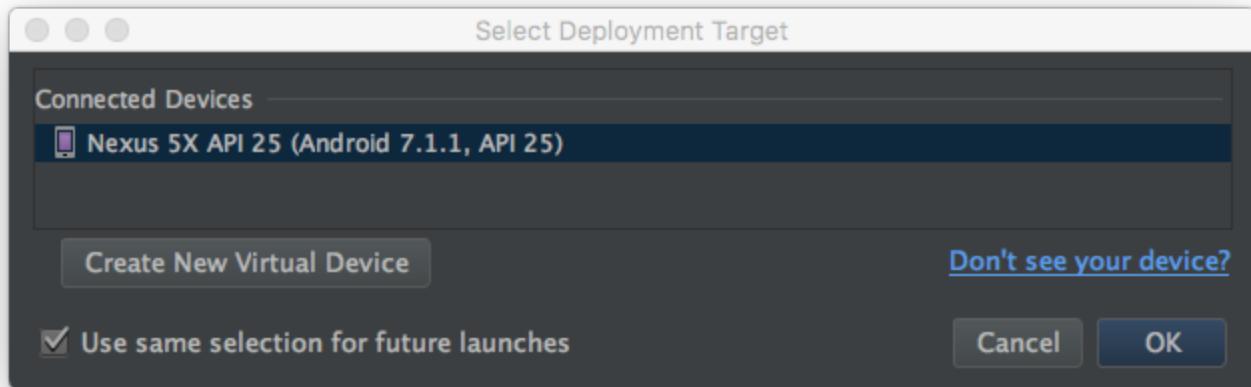 Select Deployment Target
Connected Devices
Nexus 5X API 25 (Android 7.1.1, API 25)
Create New Virtual Device
Don't see your device?
Use same selection for future launches
Cancel
OK